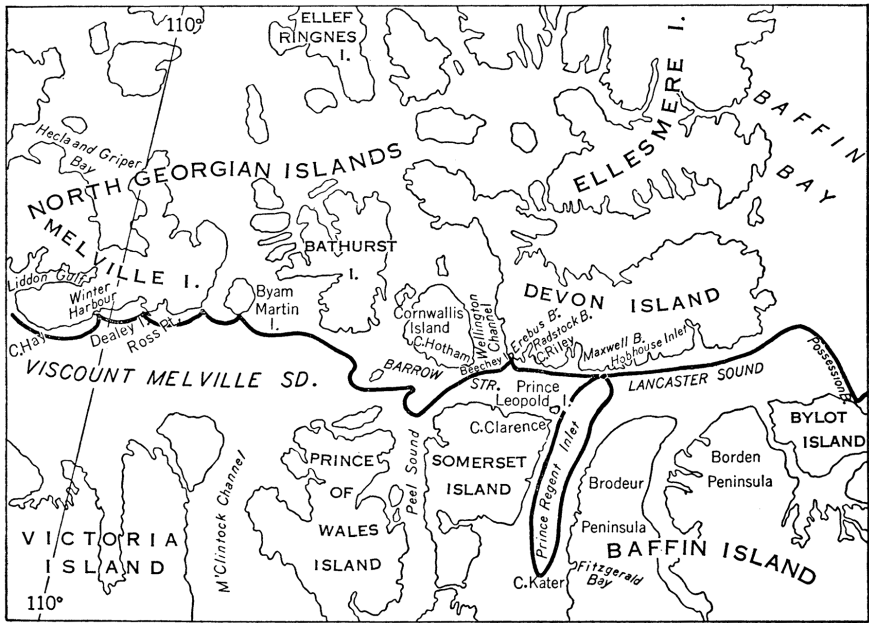 110°
ELLEF
RINGNES
I.
ELLESMERE I.
BAFFIN
BAY
Hecla and Griper
Bay
NORTH GEORGIAN ISLANDS
MELVILLE I.
BATHURST
I.
Liddon Gulf
Winter
Harbour
Byam
Martin
I.
Cornwallis
Island
C.Hotham
Wellington
Channel
DEVON ISLAND
Erebus B.
Radstock B.
C.Riley
Maxwell B.
Hobhouse Inlet
C.Hay
Dealey I.
Ross Pt.
Beechey I.
Possession B.
VISCOUNT MELVILLE SD.
BARROW
STR.
Prince
Leopold I.
LANCASTER SOUND
C.Clarence
BYLOT
ISLAND
PRINCE
OF
WALES
ISLAND
Peel Sound
SOMERSET
ISLAND
Prince Regent Inlet
Brodeur
Peninsula
Borden
Peninsula
M'Clintock Channel
VICTORIA
ISLAND
BAFFIN ISLAND
Fitzgerald
Bay
C.Kater
110°